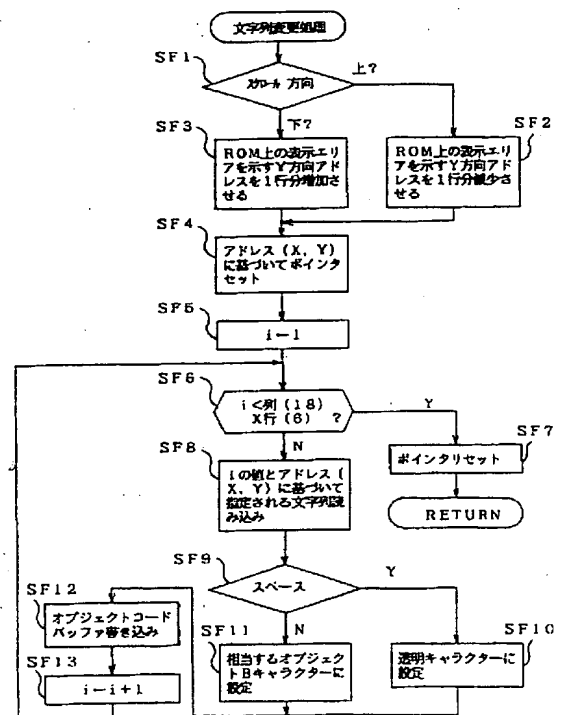 文字列変更処理
SF1
スクロール 方向
上?
下?
SF3
ROM上の表示エリ
アを示すY方向アド
レスを1行分増加さ
せる
SF2
ROM上の表示エリ
アを示すY方向アド
レスを1行分減少さ
せる
SF4
アドレス(X,Y)
に基づいてポインタ
セット
SF5
i←1
SF6
i<列(18)
X行(6) ?
Y
N
SF7
ポインタリセット
RETURN
SF8
iの値とアドレス(
X,Y)に基づいて
指定される文字列読
み込み
SF9
スペース
Y
N
SF12
オブジェクトコード
バッファ書き込み
SF11
相当するオブジェク
トBキャラクターに
設定
SF10
透明キャラクターに
設定
SF13
i←i+1